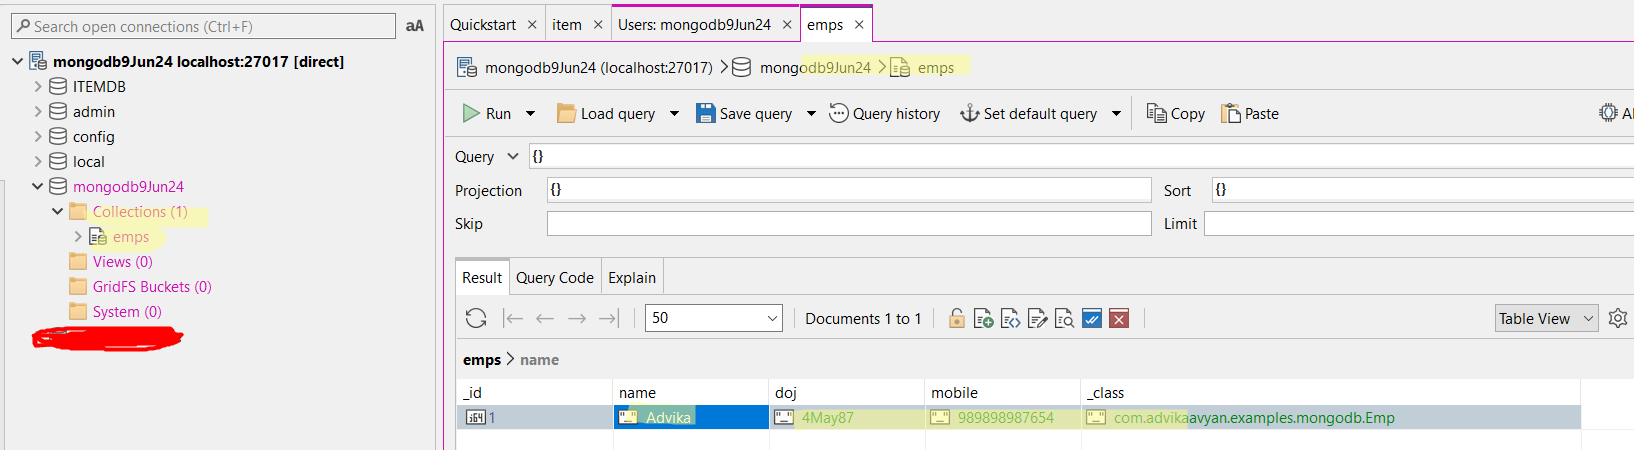 Search open connections (Ctrl+F) aA
mongodb9Jun24 localhost:27017 [direct]
ITEMDB
admin
config
local
mongodb9Jun24
Collections (1)
emps
Views (0)
GridFS Buckets (0)
System (0)
Quickstart × item × Users: mongodb9Jun24 × emps ×
mongodb9Jun24 (localhost:27017) > mongodb9Jun24 > emps
Run Load query Save query Query history Set default query Copy Paste AI
Query {}
Projection {} Sort {}
Skip Limit
Result Query Code Explain
50 Documents 1 to 1 Table View
emps > name
_id name doj mobile _class
i64 1 Advika 4May87 989898987654 com.advikaavyan.examples.mongodb.Emp